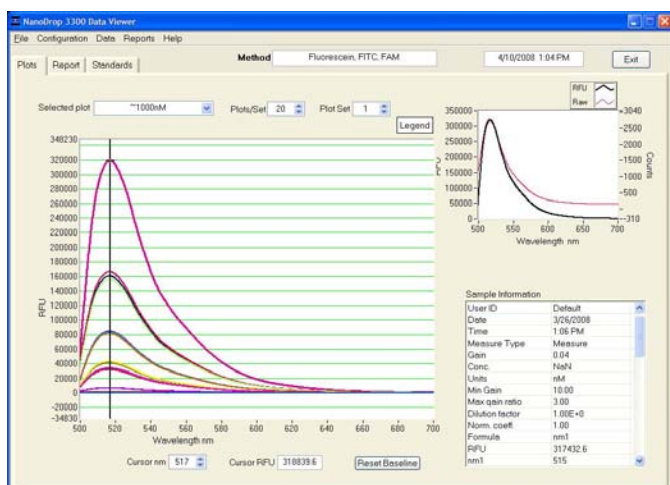 NanoDrop 3300 Data Viewer
File Configuration Data Reports Help
Plots Report Standards
Method Fluorescein, FITC, FAM
4/10/2008 1:04 PM
Exit
Selected plot ~1000nM
Plots/Set 20
Plot Set 1
Legend
RFU
Raw
348230
320000
300000
280000
260000
240000
220000
200000
180000
160000
140000
120000
100000
80000
60000
40000
20000
0
-20000
-34830
RFU
500 520 540 560 580 600 620 640 660 680 700
Wavelength nm
Cursor nm 517
Cursor RFU 318839.6
Reset Baseline
350000
300000
250000
200000
150000
100000
50000
0
+3040
-2500
-2000
-1500
-1000
-500
-310
Counts
500 550 600 650 700
Wavelength nm
Sample Information
User ID Default
Date 3/26/2008
Time 1:06 PM
Measure Type Measure
Gain 0.04
Conc. NaN
Units nM
Min Gain 10.00
Max gain ratio 3.00
Dilution factor 1.00E+0
Norm. coeff. 1.00
Formula nm1
RFU 317432.6
nm1 515